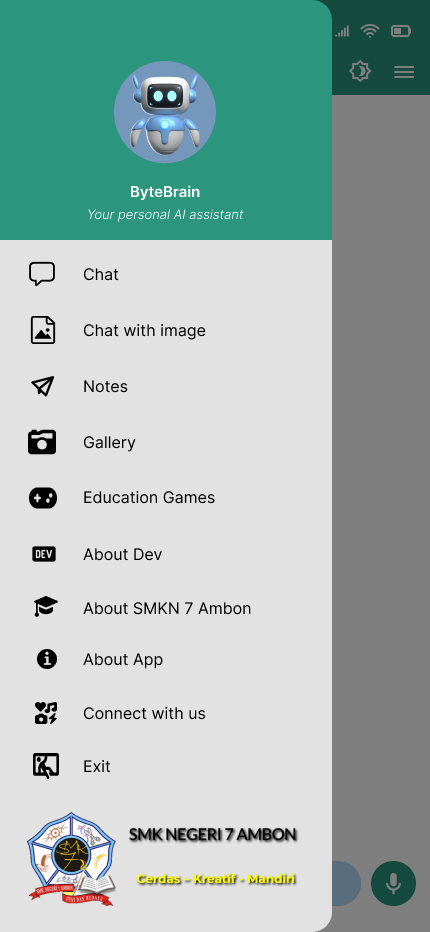 ByteBrain
Your personal AI assistant
Chat
Chat with image
Notes
Gallery
Education Games
DEV
About Dev
About SMKN 7 Ambon
About App
Connect with us
Exit
SMK NEGERI 7 AMBON
Cerdas - Kreatif - Mandiri